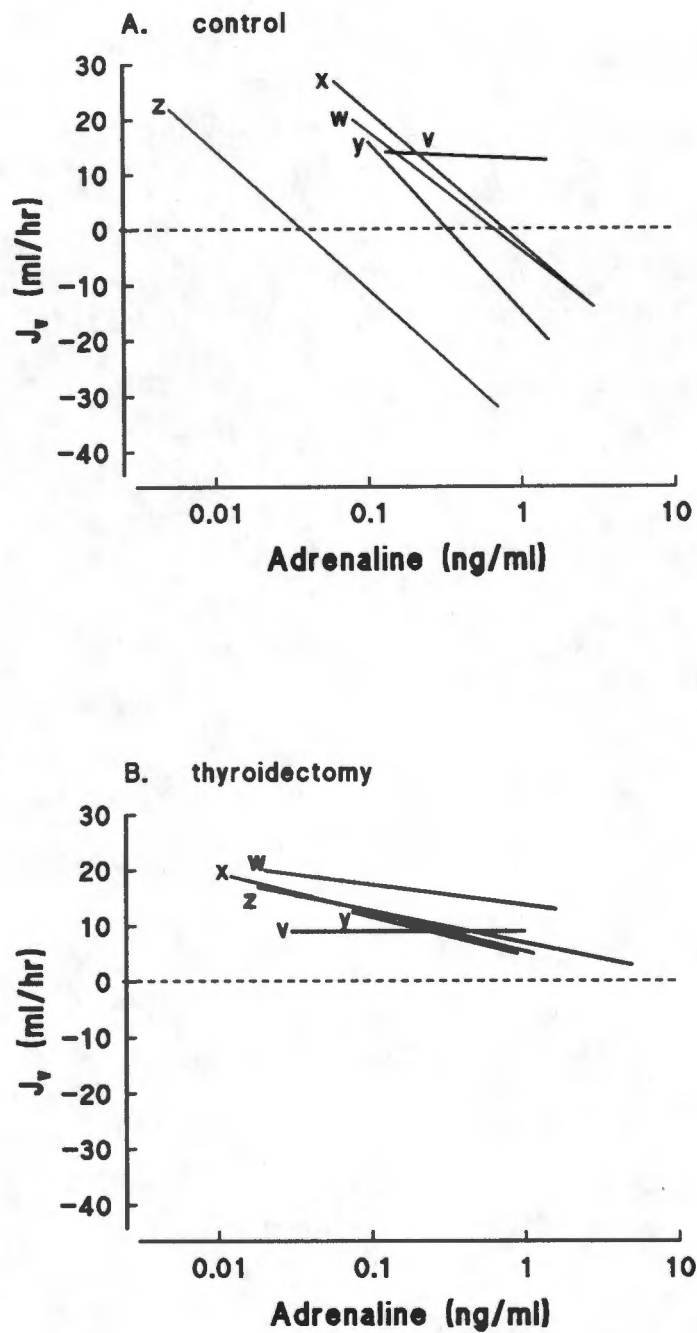 A. control
30
20
10
0
−10
−20
−30
−40
J_v (ml/hr)
z
x
w
y
v
0.01 0.1 1 10
Adrenaline (ng/ml)
B. thyroidectomy
30
20
10
0
−10
−20
−30
−40
J_v (ml/hr)
x
w
z
v
y
0.01 0.1 1 10
Adrenaline (ng/ml)